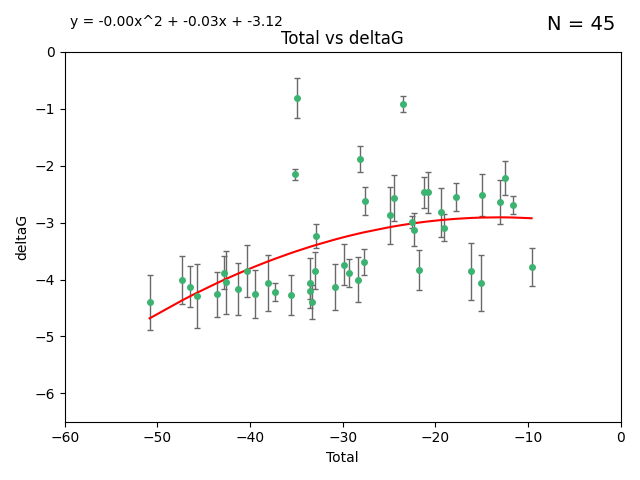 y = -0.00x^2 + -0.03x + -3.12
N = 45
Total vs deltaG
0
−1
−2
−3
−4
−5
−6
deltaG
−60 −50 −40 −30 −20 −10 0
Total